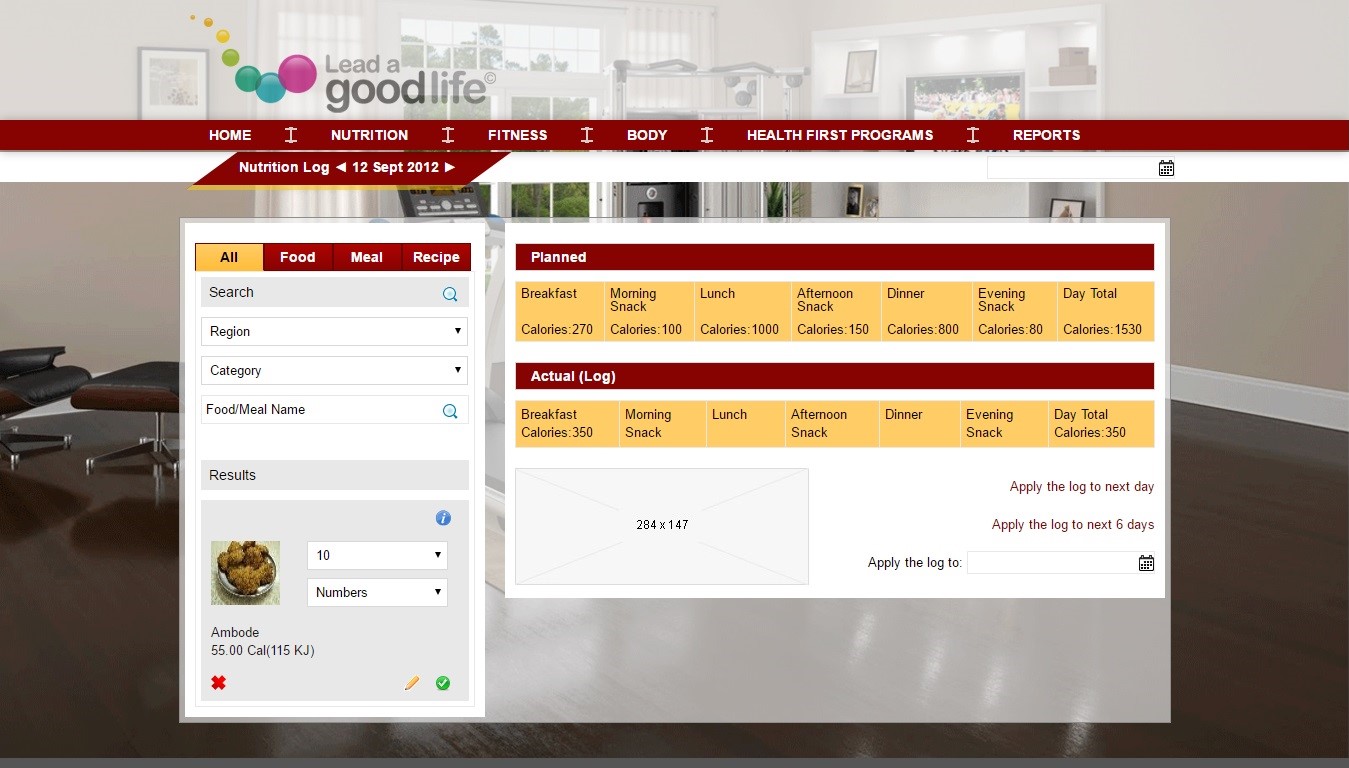 Lead a
goodlife©
HOME NUTRITION FITNESS BODY HEALTH FIRST PROGRAMS REPORTS
Nutrition Log ◄ 12 Sept 2012 ►
All Food Meal Recipe
Search
Region
Category
Food/Meal Name
Results
10
Numbers
Ambode
55.00 Cal(115 KJ)
Planned
Breakfast
Calories:270
Morning
Snack
Calories:100
Lunch
Calories:1000
Afternoon
Snack
Calories:150
Dinner
Calories:800
Evening
Snack
Calories:80
Day Total
Calories:1530
Actual (Log)
Breakfast
Calories:350
Morning
Snack
Lunch
Afternoon
Snack
Dinner
Evening
Snack
Day Total
Calories:350
284 x 147
Apply the log to next day
Apply the log to next 6 days
Apply the log to: